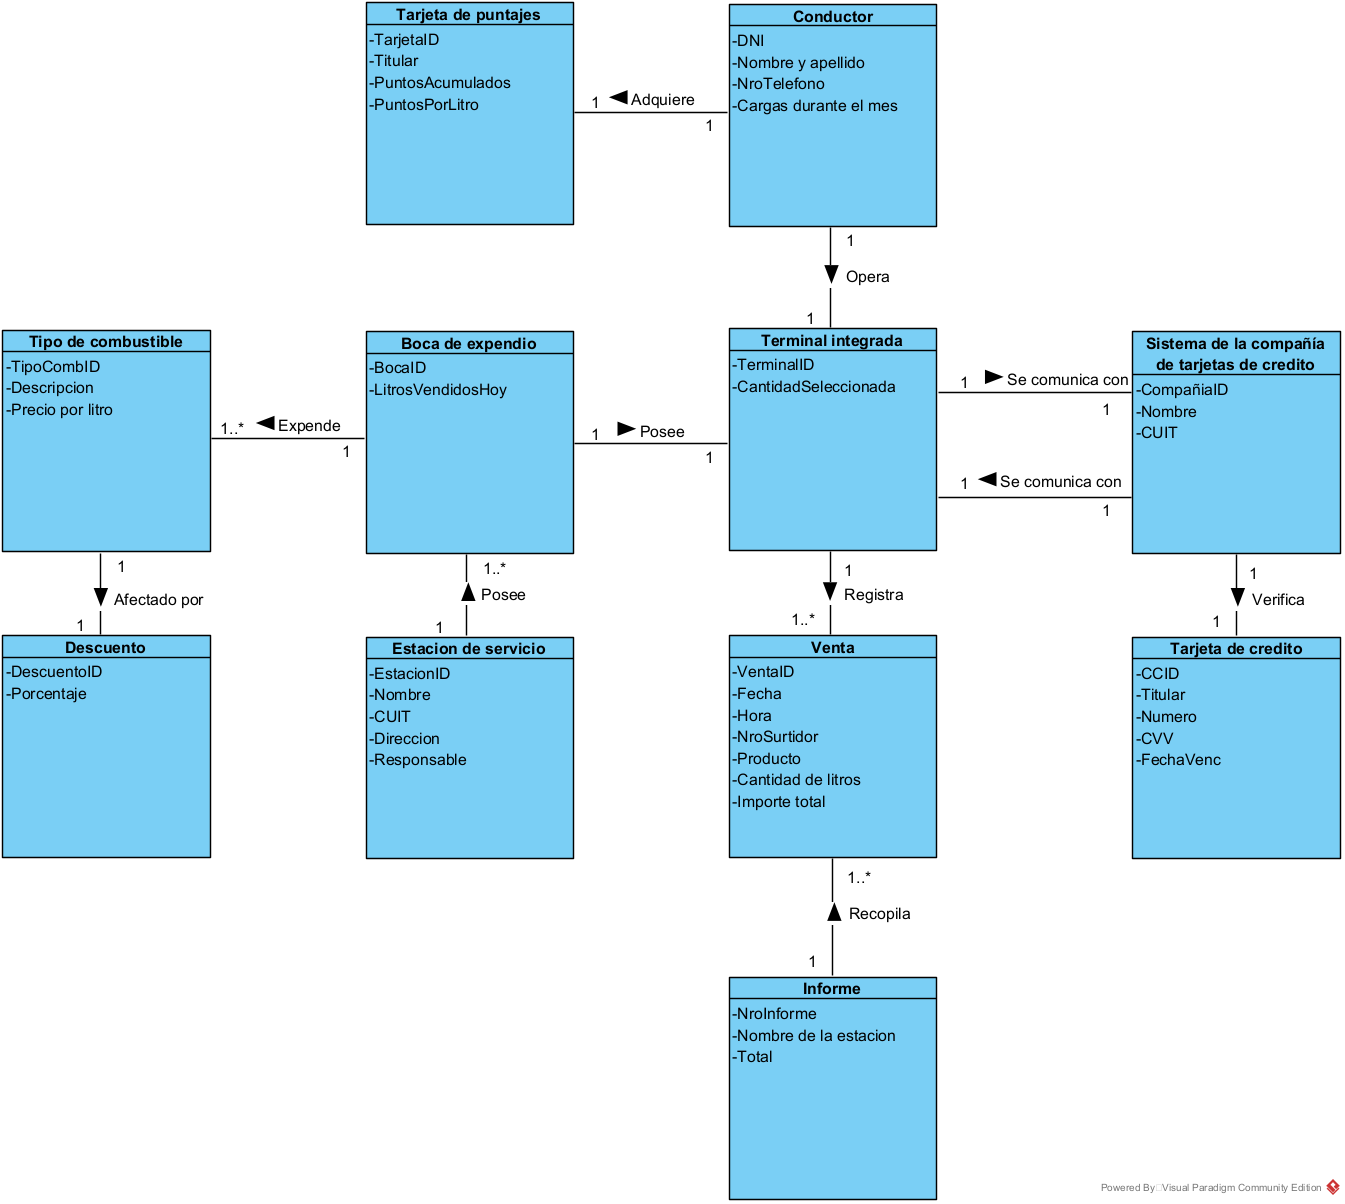 Tarjeta de puntajes
-TarjetaID
-Titular
-PuntosAcumulados
-PuntosPorLitro
1
Adquiere
1
Conductor
-DNI
-Nombre y apellido
-NroTelefono
-Cargas durante el mes
1
Opera
1
Tipo de combustible
-TipoCombID
-Descripcion
-Precio por litro
1..*
Expende
1
Boca de expendio
-BocaID
-LitrosVendidosHoy
1
Posee
1
Terminal integrada
-TerminalID
-CantidadSeleccionada
1
Se comunica con
1
1
Se comunica con
1
Sistema de la compañía
de tarjetas de credito
-CompañiaID
-Nombre
-CUIT
1
Afectado por
1
1..*
Posee
1
1
Registra
1..*
1
Verifica
1
Descuento
-DescuentoID
-Porcentaje
Estacion de servicio
-EstacionID
-Nombre
-CUIT
-Direccion
-Responsable
Venta
-VentaID
-Fecha
-Hora
-NroSurtidor
-Producto
-Cantidad de litros
-Importe total
Tarjeta de credito
-CCID
-Titular
-Numero
-CVV
-FechaVenc
1..*
Recopila
1
Informe
-NroInforme
-Nombre de la estacion
-Total
Powered By Visual Paradigm Community Edition